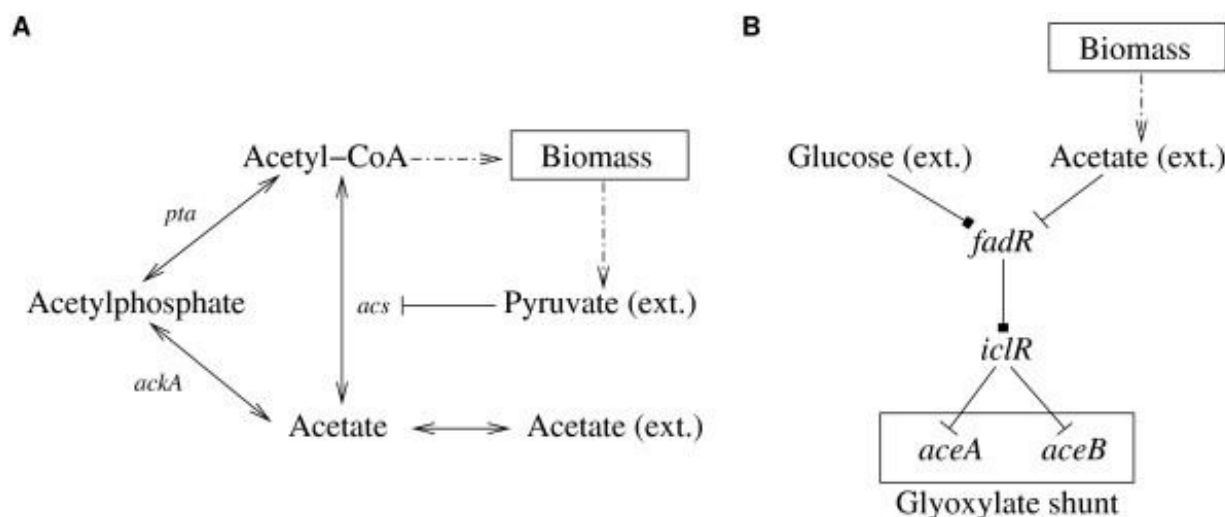 A
Acetyl–CoA
Biomass
pta
Acetylphosphate
acs
Pyruvate (ext.)
ackA
Acetate
Acetate (ext.)
B
Biomass
Glucose (ext.)
Acetate (ext.)
fadR
iclR
aceA
aceB
Glyoxylate shunt